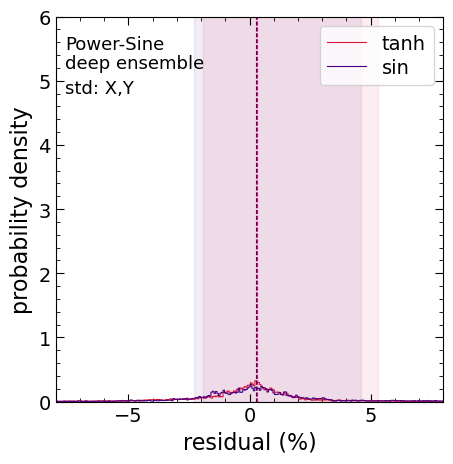 6
5
4
3
2
1
0
Power-Sine
deep ensemble
std: X,Y
tanh
sin
probability density
−5
0
5
residual (%)